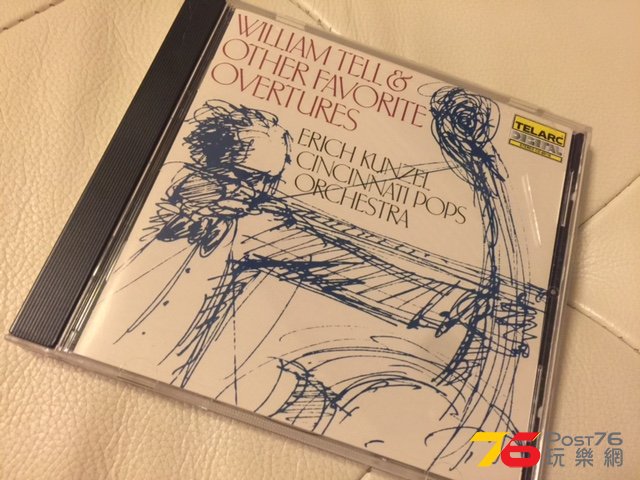 WILLIAM TELL &
OTHER FAVORITE
OVERTURES
ERICH KUNZEL
CINCINNATI POPS
ORCHESTRA
TELARC
DIGITAL
76 POST76
玩樂網